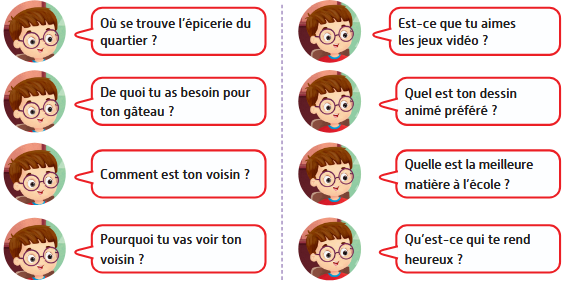 Où se trouve l'épicerie du
quartier ?
De quoi tu as besoin pour
ton gâteau ?
Comment est ton voisin ?
Pourquoi tu vas voir ton
voisin ?
Est-ce que tu aimes
les jeux vidéo ?
Quel est ton dessin
animé préféré ?
Quelle est la meilleure
matière à l'école ?
Qu'est-ce qui te rend
heureux ?